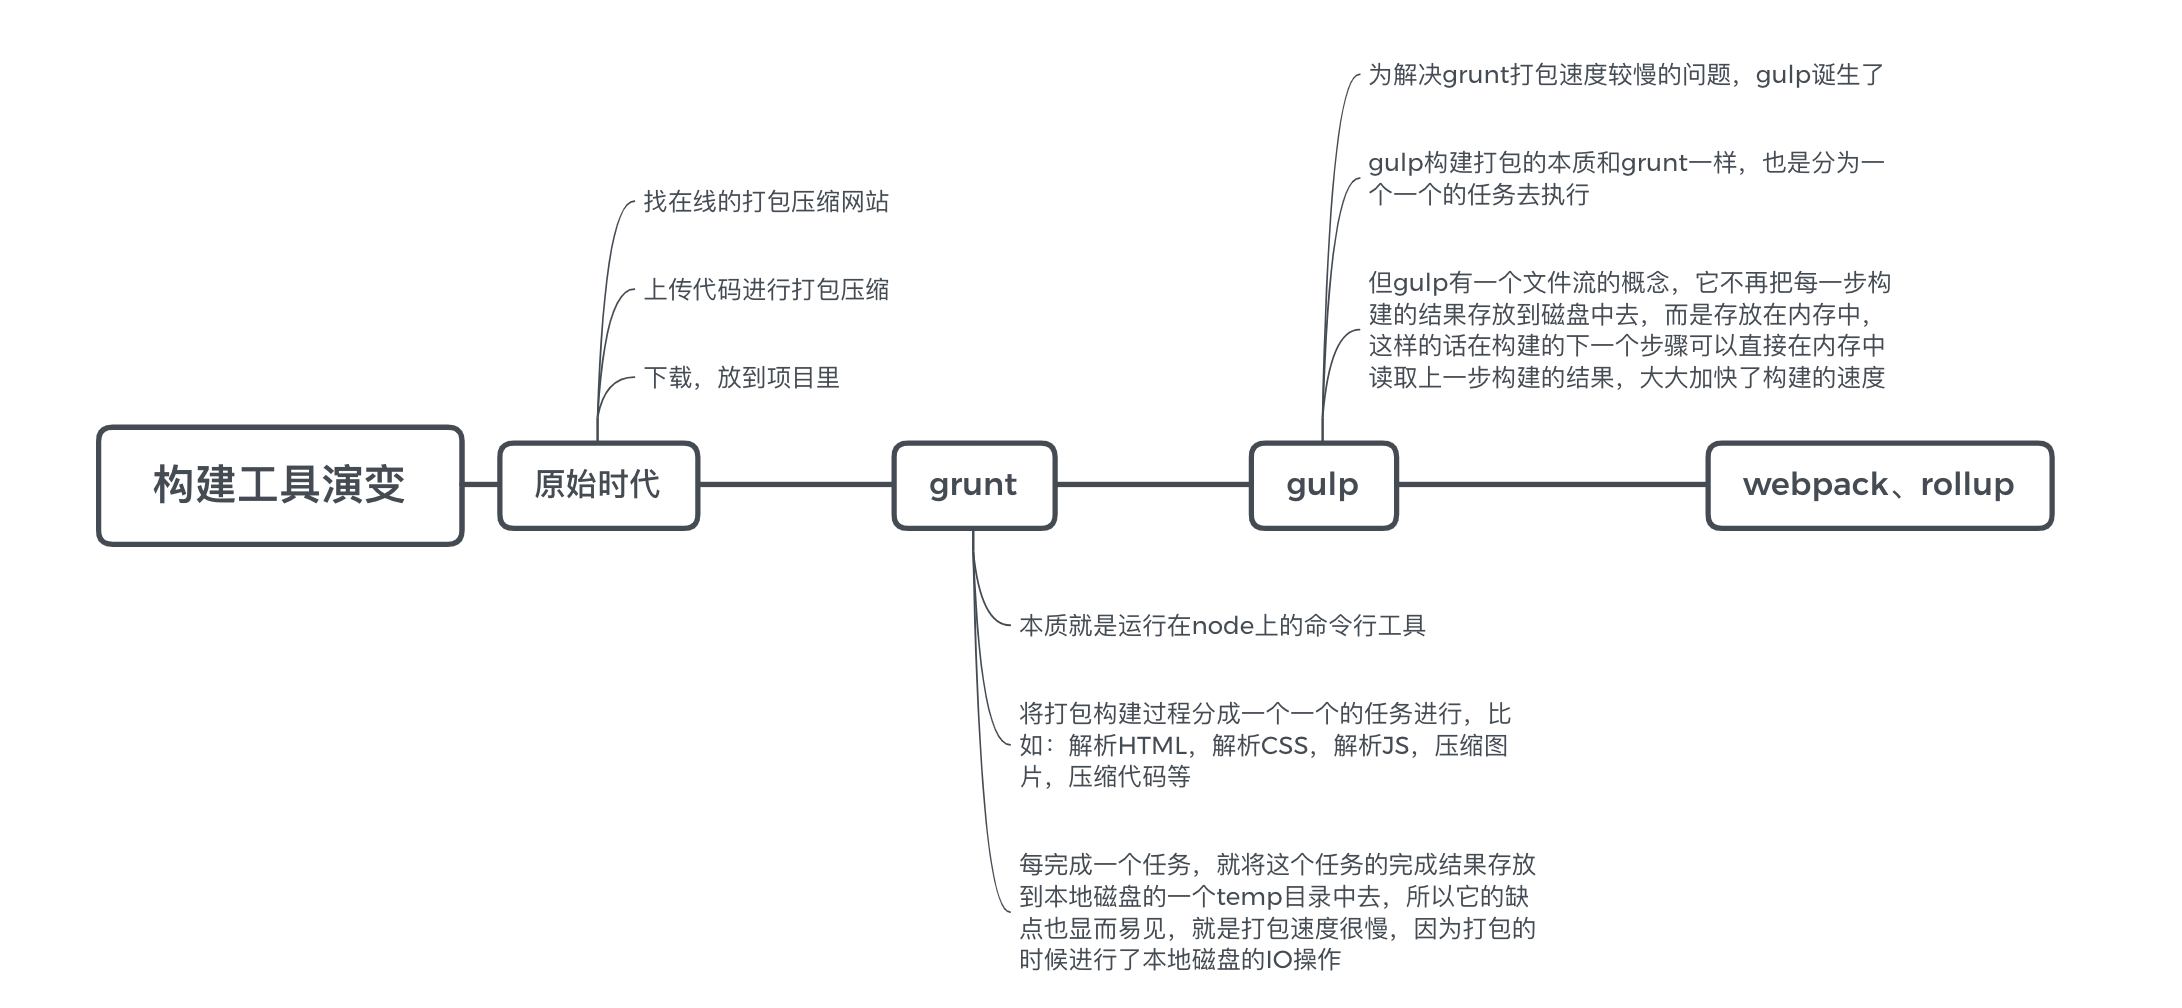 构建工具演变
原始时代
找在线的打包压缩网站
上传代码进行打包压缩
下载，放到项目里
grunt
本质就是运行在node上的命令行工具
将打包构建过程分成一个一个的任务进行，比
如：解析HTML，解析CSS，解析JS，压缩图
片，压缩代码等
每完成一个任务，就将这个任务的完成结果存放
到本地磁盘的一个temp目录中去，所以它的缺
点也显而易见，就是打包速度很慢，因为打包的
时候进行了本地磁盘的IO操作
gulp
为解决grunt打包速度较慢的问题，gulp诞生了
gulp构建打包的本质和grunt一样，也是分为一
个一个的任务去执行
但gulp有一个文件流的概念，它不再把每一步构
建的结果存放到磁盘中去，而是存放在内存中，
这样的话在构建的下一个步骤可以直接在内存中
读取上一步构建的结果，大大加快了构建的速度
webpack、rollup